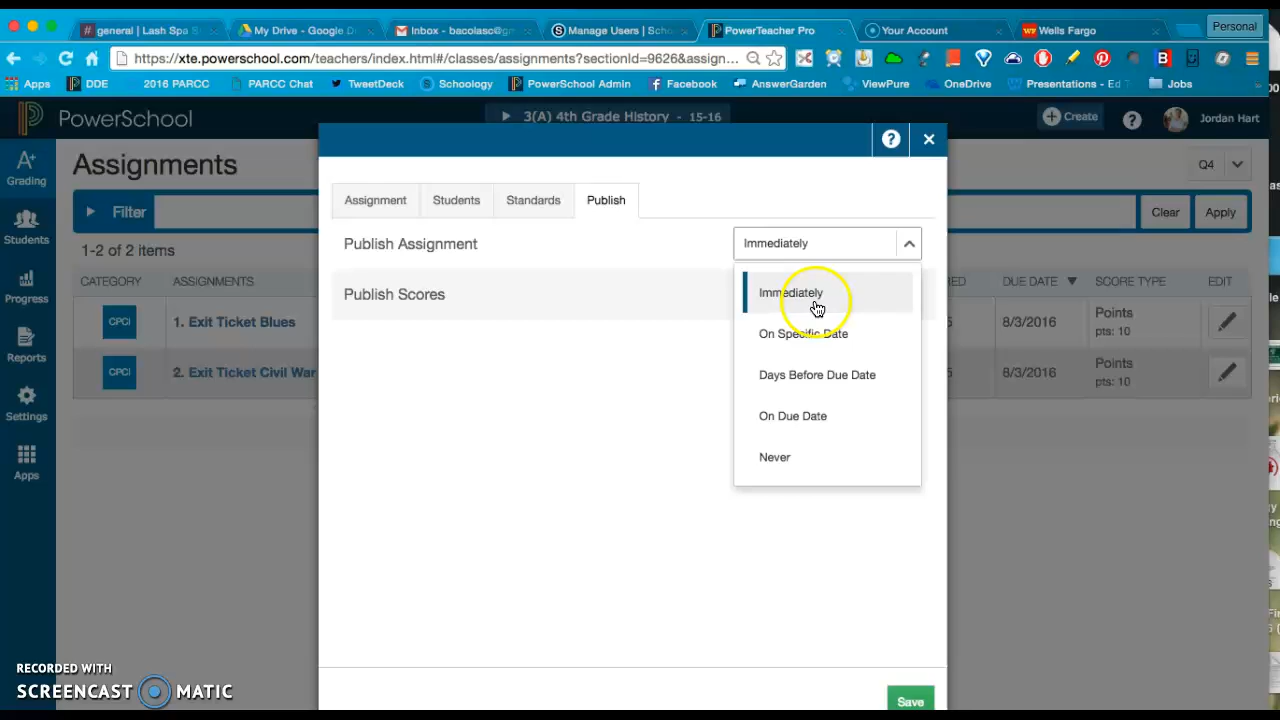 # general | Lash Spa S
My Drive - Google D
Inbox - bacolasc@g
S Manage Users | Scho
PowerTeacher Pro
Your Account
Wells Fargo
Personal
https://xte.powerschool.com/teachers/index.html#/classes/assignments?sectionId=9626&assign...
Apps
DDE
2016 PARCC
PARCC Chart
TweetDeck
Schoology
PowerSchool Admin
Facebook
AnswerGarden
ViewPure
OneDrive
Presentations - Ed T
Jobs
PowerSchool
3(A) 4th Grade History - 15-16
Create
?
Jordan Hart
A+
Grading
Students
Progress
Reports
Settings
Apps
Assignments
Q4
Filter
Clear
Apply
1-2 of 2 items
CATEGORY
ASSIGNMENTS
DUE DATE
SCORE TYPE
EDIT
CPCI
1. Exit Ticket Blues
8/3/2016
Points
pts: 10
CPCI
2. Exit Ticket Civil War
8/3/2016
Points
pts: 10
?
Assignment
Students
Standards
Publish
Publish Assignment
Immediately
Publish Scores
Immediately
On Specific Date
Days Before Due Date
On Due Date
Never
Save
RECORDED WITH
SCREENCAST MATIC